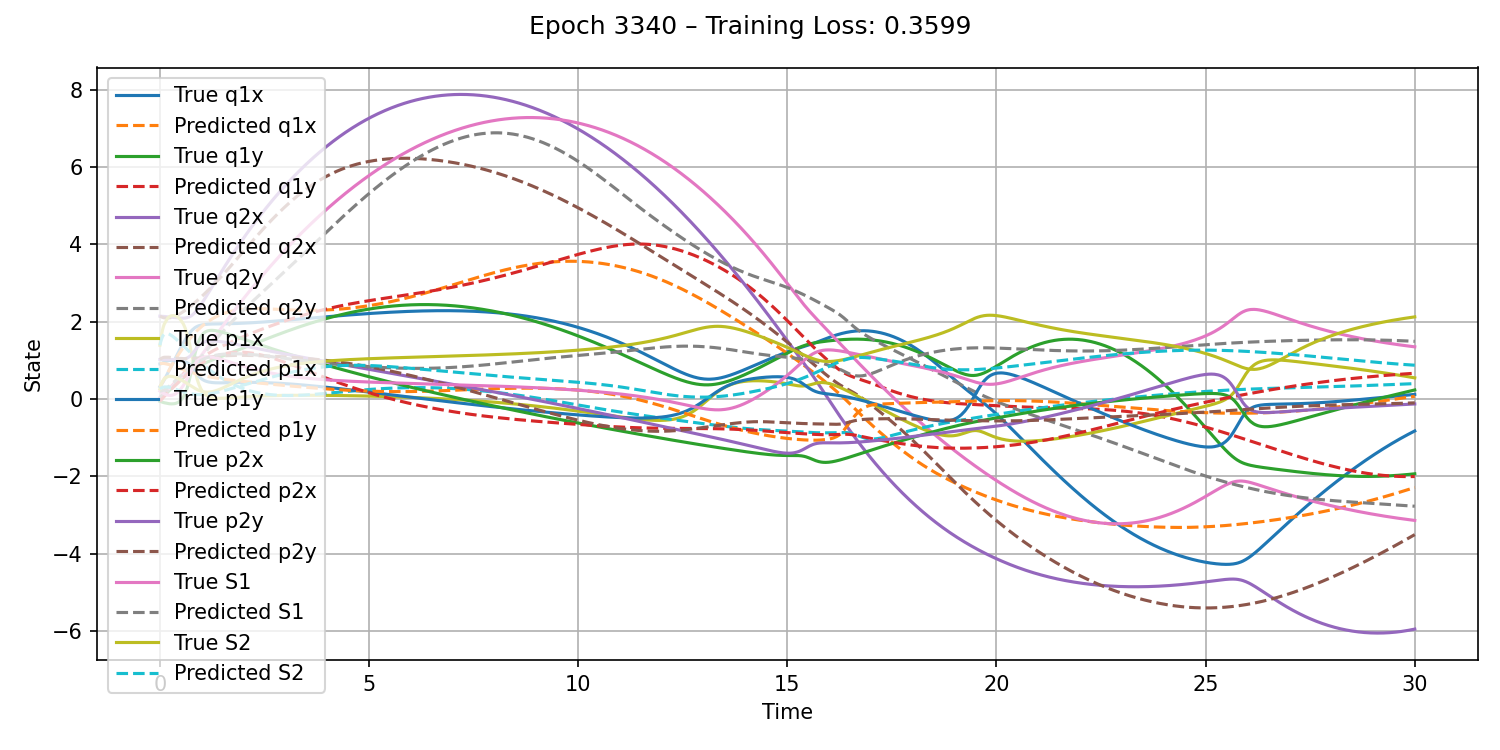 Epoch 3340 – Training Loss: 0.3599
State
8
6
4
2
0
−2
−4
−6
True q1x
Predicted q1x
True q1y
Predicted q1y
True q2x
Predicted q2x
True q2y
Predicted q2y
True p1x
Predicted p1x
True p1y
Predicted p1y
True p2x
Predicted p2x
True p2y
Predicted p2y
True S1
Predicted S1
True S2
Predicted S2
0 5 10 15 20 25 30
Time